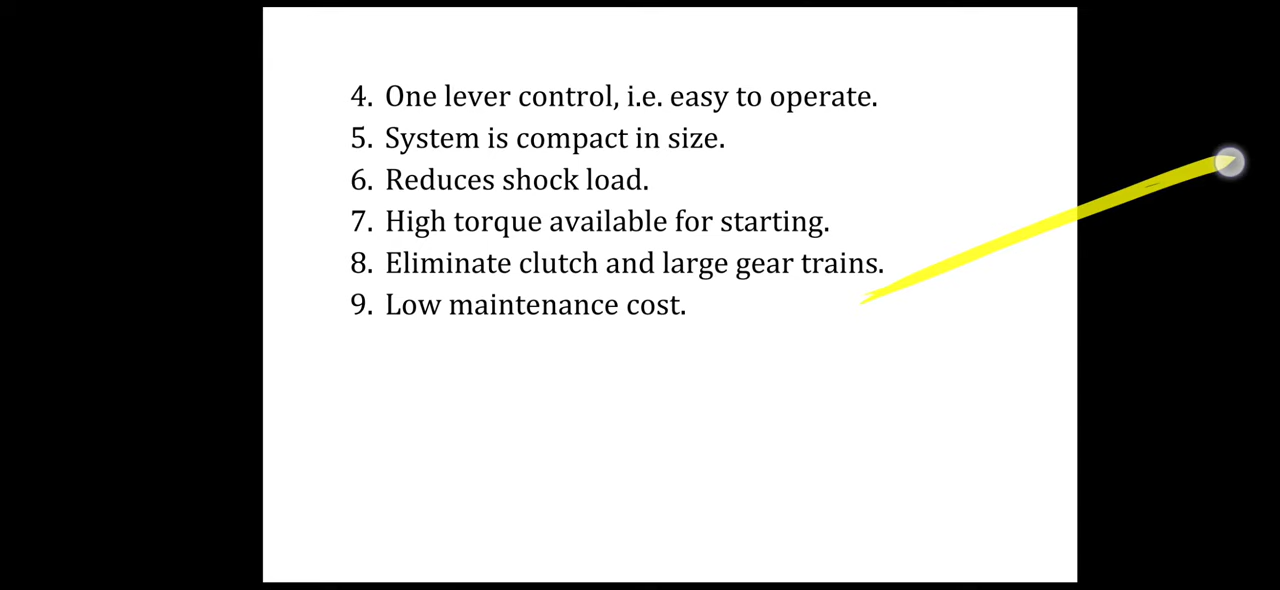 4. One lever control, i.e. easy to operate.
5. System is compact in size.
6. Reduces shock load.
7. High torque available for starting.
8. Eliminate clutch and large gear trains.
9. Low maintenance cost.